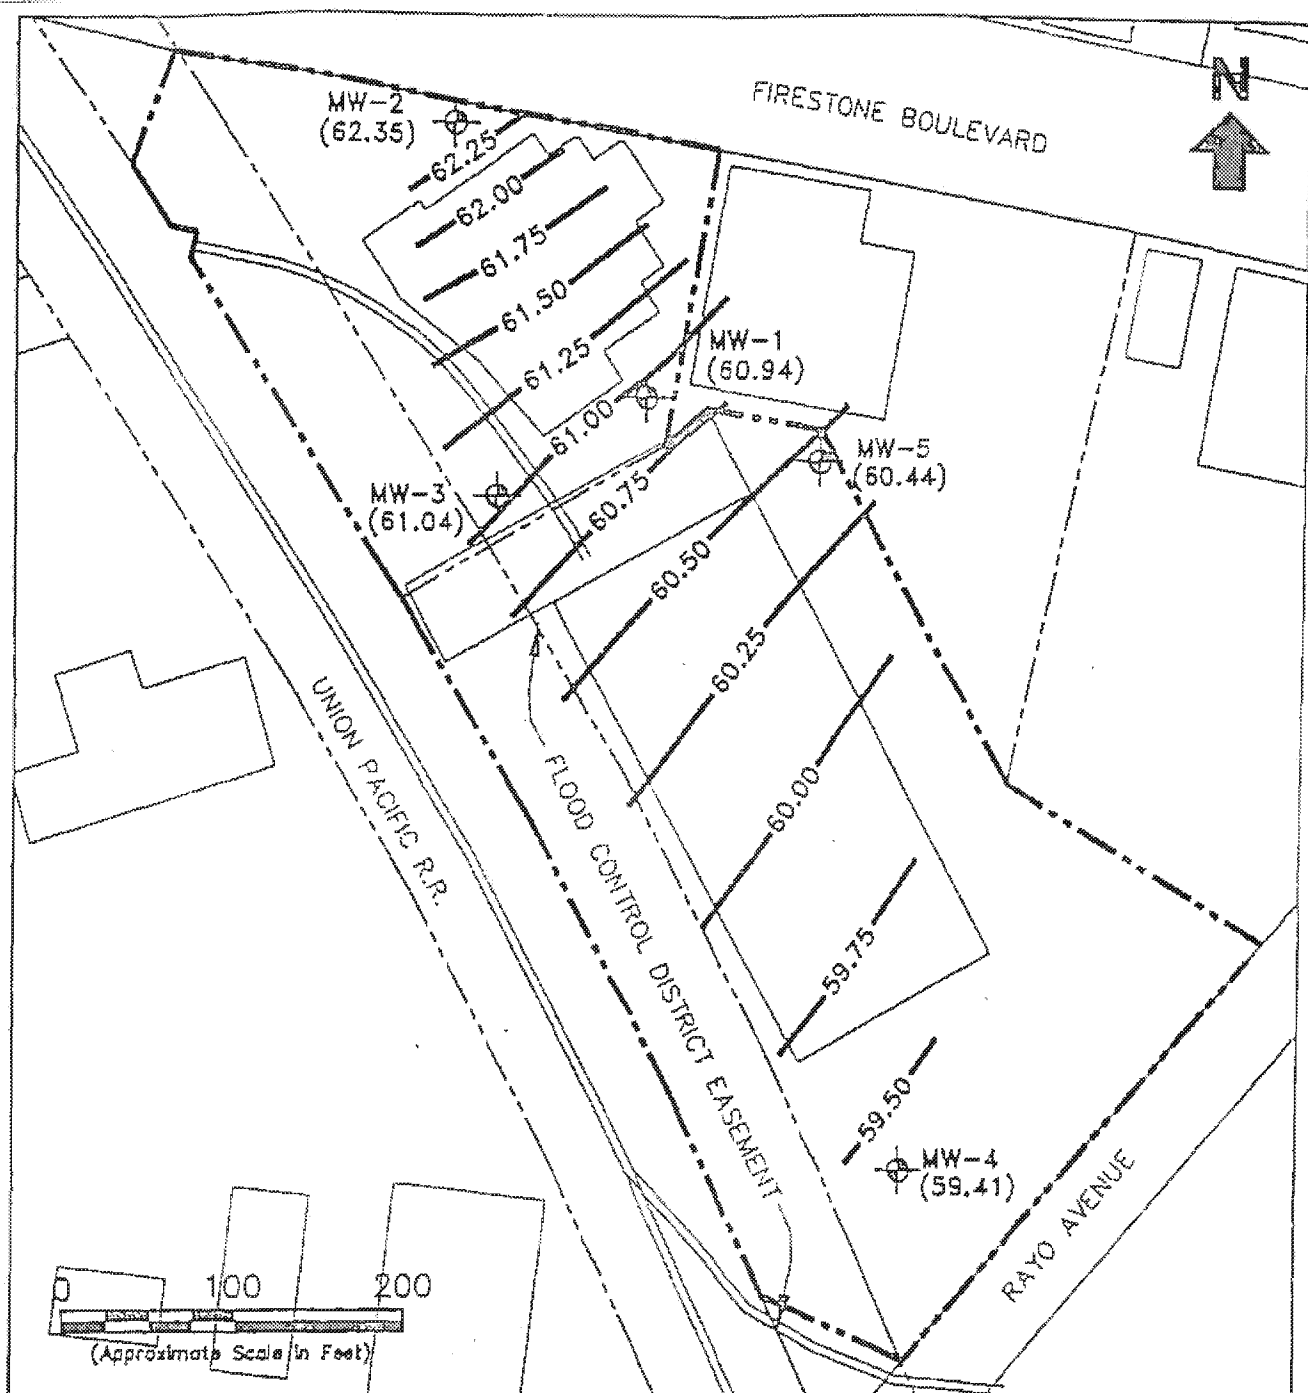 N
FIRESTONE BOULEVARD
MW-2
(62.35)
62.25
62.00
61.75
61.50
61.25
MW-1
(60.94)
61.00
MW-5
(60.44)
MW-3
(61.04)
60.75
60.50
60.25
60.00
59.75
59.50
UNION PACIFIC R.R.
FLOOD CONTROL DISTRICT EASEMENT
MW-4
(59.41)
RAYO AVENUE
0 100 200
(Approximate Scale in Feet)